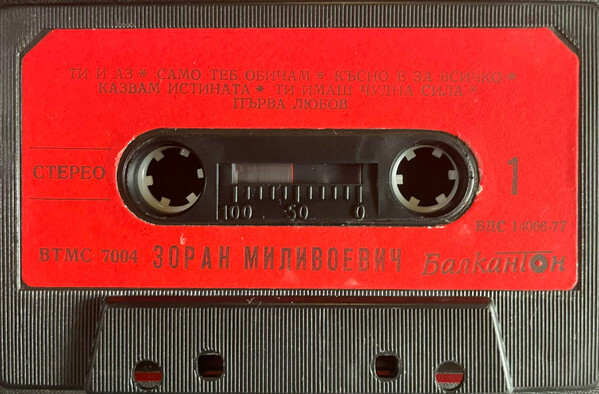 ТИ И АЗ * САМО ТЕБ ОБИЧАМ * КЪСНО Е ЗА ВСИЧКО *
КАЗВАМ ИСТИНАТА * ТИ ИМАШ ЧУДНА СИЛА *
ПЪРВА ЛЮБОВ
СТЕРЕО
1
100 50 0
БДС 14066-77
ВТМС 7004 ЗОРАН МИЛИВОЕВИЧ Балкантон